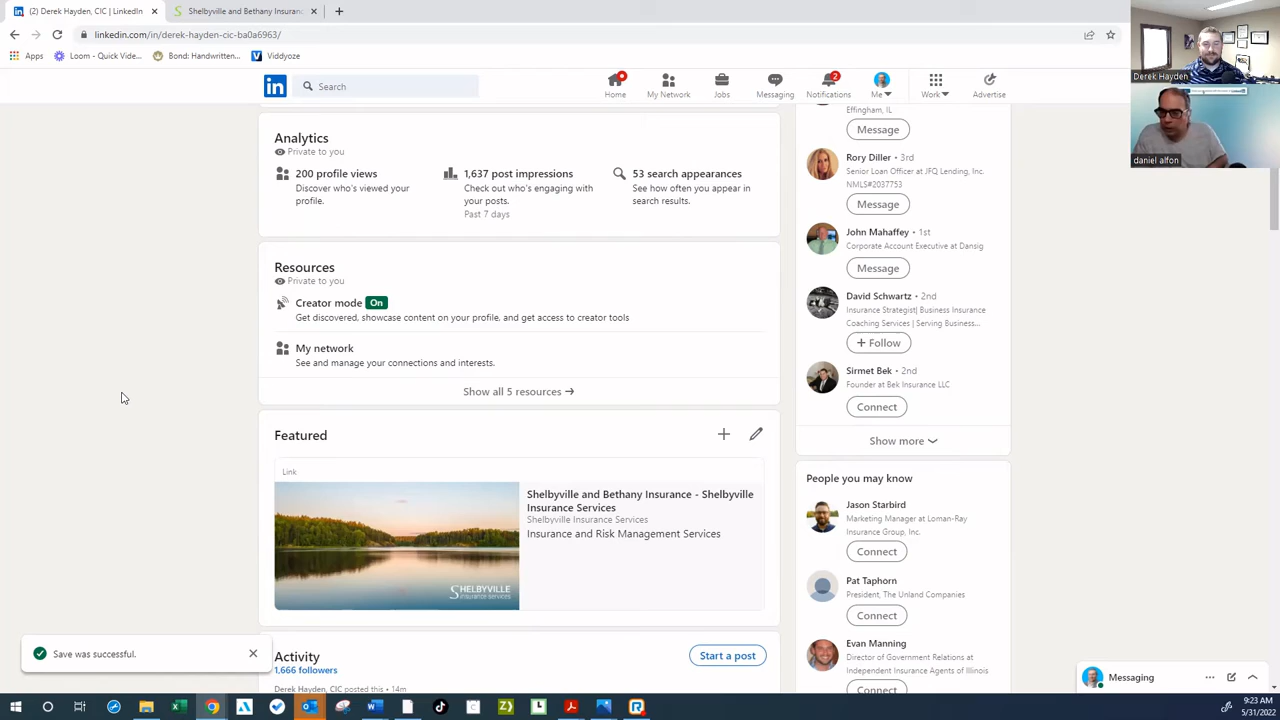 (2) Derek Hayden, CIC | LinkedIn
Shelbyville and Bethany Insuran
linkedin.com/in/derek-hayden-cic-ba0a6963/
Apps
Loom - Quick Vide...
Bond: Handwritten...
Viddyoze
in
Search
Home
My Network
Jobs
Messaging
2
Notifications
Me
Work
Advertise
Derek Hayden
daniel alfon
Analytics
Private to you
200 profile views
Discover who's viewed your
profile.
1,637 post impressions
Check out who's engaging with
your posts.
Past 7 days
53 search appearances
See how often you appear in
search results.
Resources
Private to you
Creator mode On
Get discovered, showcase content on your profile, and get access to creator tools
My network
See and manage your connections and interests.
Show all 5 resources →
Featured
Link
Shelbyville and Bethany Insurance - Shelbyville
Insurance Services
Shelbyville Insurance Services
Insurance and Risk Management Services
SHELBYVILLE
insurance services
Activity
1,666 followers
Start a post
Derek Hayden, CIC posted this • 14m
Effingham, IL
Message
Rory Diller • 3rd
Senior Loan Officer at JFQ Lending, Inc.
NMLS#2037753
Message
John Mahaffey • 1st
Corporate Account Executive at Dansig
Message
David Schwartz • 2nd
Insurance Strategist| Business Insurance
Coaching Services | Serving Business...
+ Follow
Sirmet Bek • 2nd
Founder at Bek Insurance LLC
Connect
Show more
People you may know
Jason Starbird
Marketing Manager at Loman-Ray
Insurance Group, Inc.
Connect
Pat Taphorn
President, The Unland Companies
Connect
Evan Manning
Director of Government Relations at
Independent Insurance Agents of Illinois
Connect
Save was successful.
Messaging
9:23 AM
5/31/2022